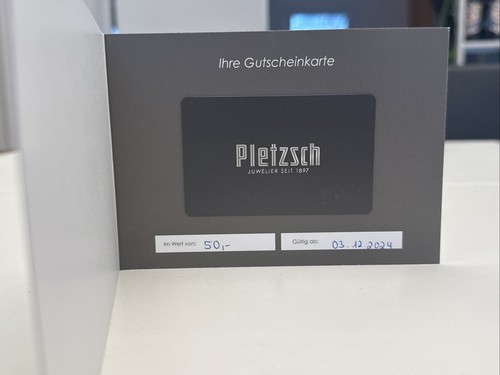 Ihre Gutscheinkarte
Pletzsch
JUWELIER SEIT 1897
Im Wert von: 50,-
Gültig ab: 03.12.2024